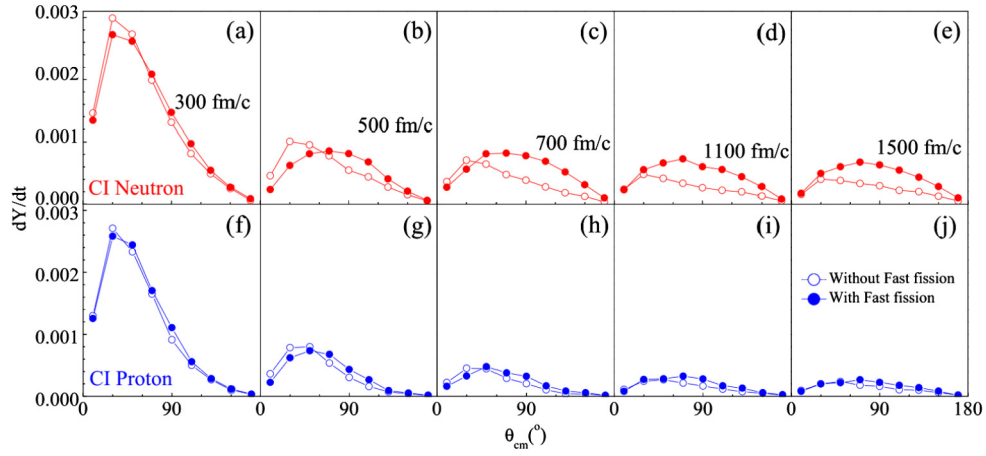 0.003
(a)
(b)
(c)
(d)
(e)
0.002
300 fm/c
500 fm/c
700 fm/c
1100 fm/c
1500 fm/c
0.001
CI Neutron
0.000
dY/dt
0.003
(f)
(g)
(h)
(i)
(j)
0.002
Without Fast fission
With Fast fission
0.001
CI Proton
0.000
0 90 0 90 0 90 0 90 0 90 180
θcm(o)